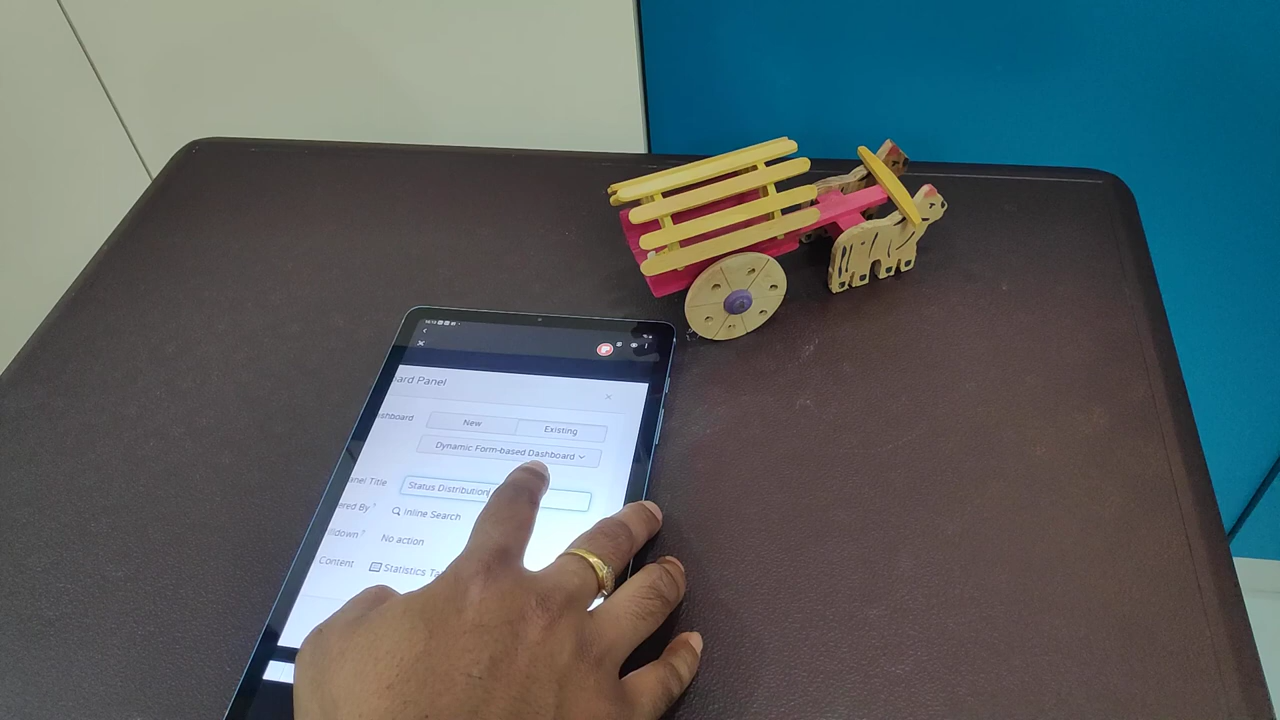 ard Panel
shboard New Existing
Dynamic Form-based Dashboard
anel Title Status Distribution
ered By ? Inline Search
lldown ? No action
Content Statistics Ta